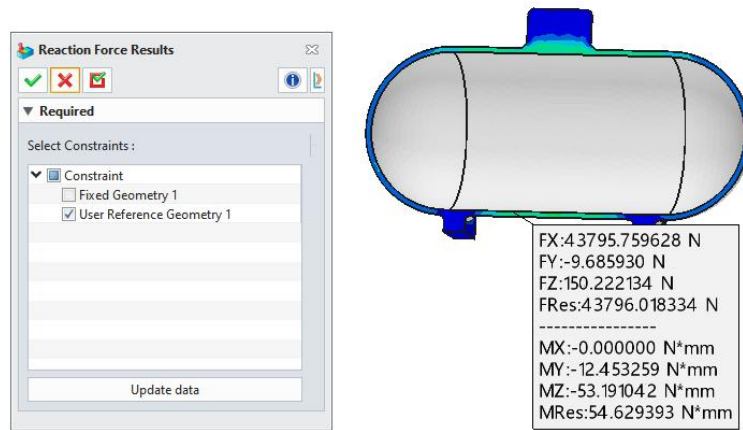 Reaction Force Results
Required
Select Constraints :
Constraint
Fixed Geometry 1
User Reference Geometry 1
Update data
FX:43795.759628 N
FY:-9.685930 N
FZ:150.222134 N
FRes:43796.018334 N
----------------
MX:-0.000000 N*mm
MY:-12.453259 N*mm
MZ:-53.191042 N*mm
MRes:54.629393 N*mm